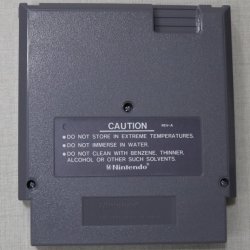 CAUTION
REV-A
• DO NOT STORE IN EXTREME TEMPERATURES.
• DO NOT IMMERSE IN WATER.
• DO NOT CLEAN WITH BENZENE, THINNER,
ALCOHOL OR OTHER SUCH SOLVENTS.
Nintendo®